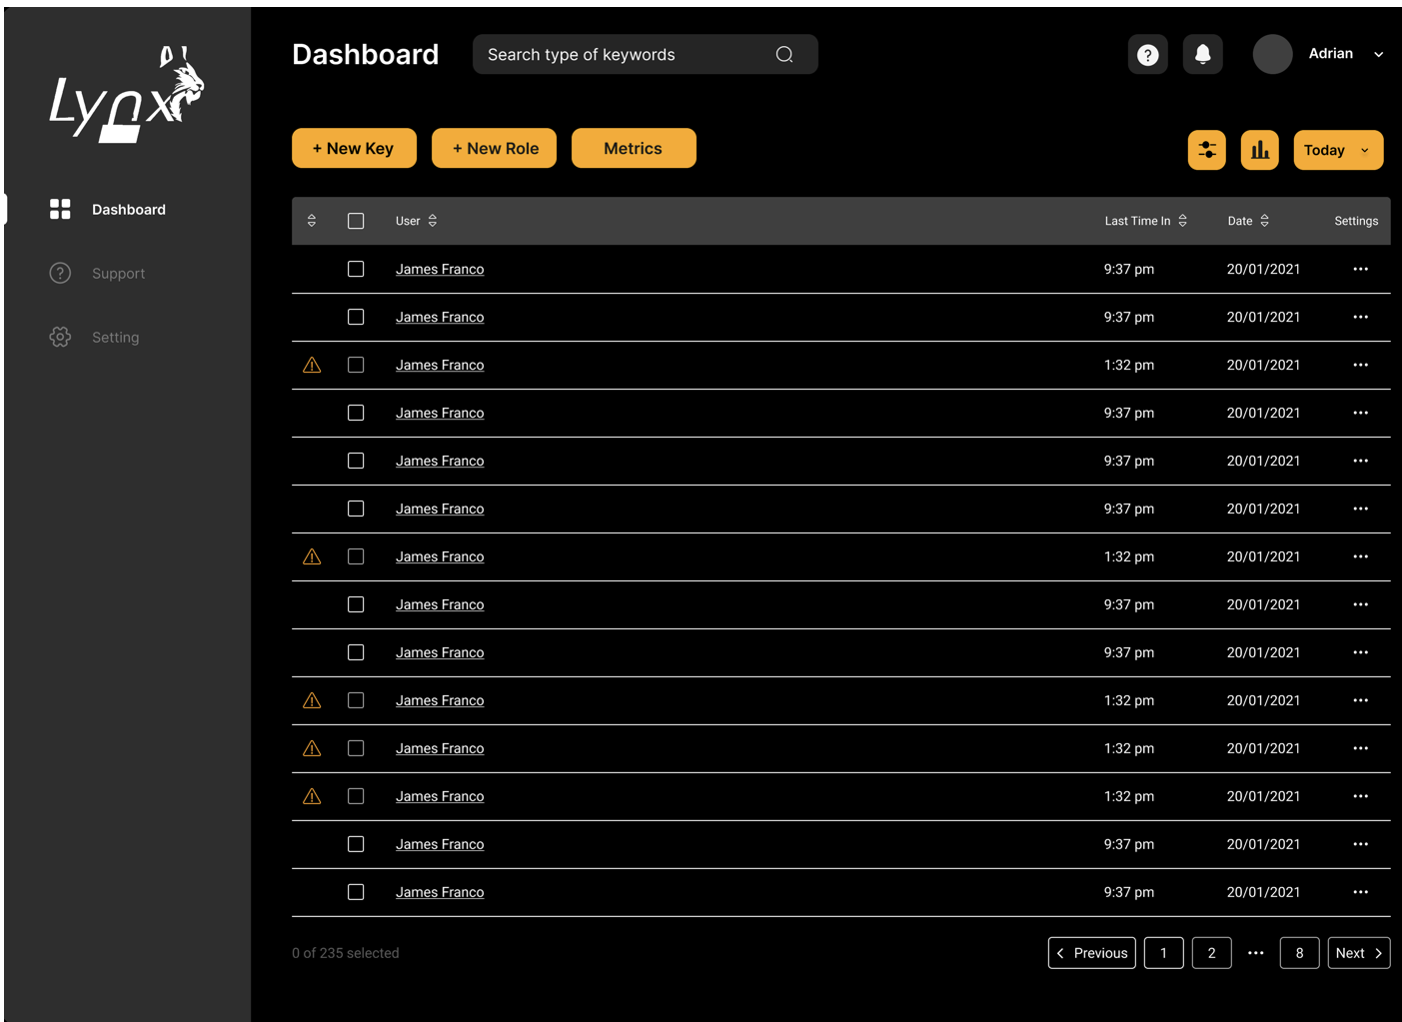 Lynx
Dashboard
Search type of keywords
Adrian
+ New Key
+ New Role
Metrics
Today
Dashboard
Support
Setting
User Last Time In Date Settings
James Franco 9:37 pm 20/01/2021
James Franco 9:37 pm 20/01/2021
James Franco 1:32 pm 20/01/2021
James Franco 9:37 pm 20/01/2021
James Franco 9:37 pm 20/01/2021
James Franco 9:37 pm 20/01/2021
James Franco 1:32 pm 20/01/2021
James Franco 9:37 pm 20/01/2021
James Franco 9:37 pm 20/01/2021
James Franco 1:32 pm 20/01/2021
James Franco 1:32 pm 20/01/2021
James Franco 1:32 pm 20/01/2021
James Franco 9:37 pm 20/01/2021
James Franco 9:37 pm 20/01/2021
0 of 235 selected
Previous 1 2 ••• 8 Next